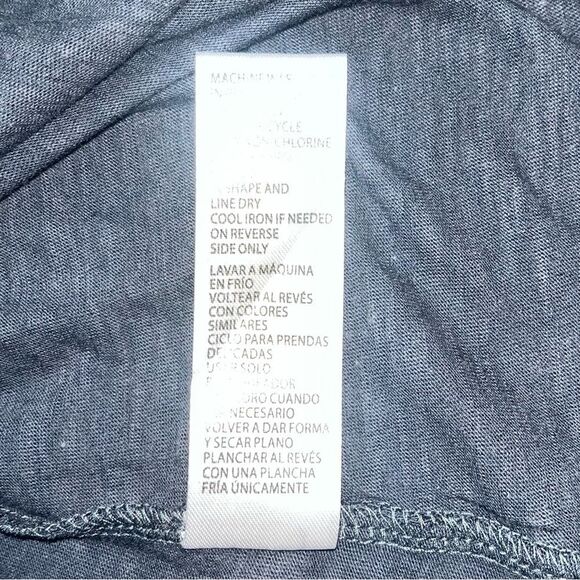 MACHINE
CYCLE
CHLORINE
SHAPE AND
LINE DRY
COOL IRON IF NEEDED
ON REVERSE
SIDE ONLY
LAVAR A MÁQUINA
EN FRÍO
VOLTEAR AL REVÉS
CON COLORES
SIMILARES
CICLO PARA PRENDAS
DELICADAS
SOLO
CUANDO
NECESARIO
VOLVER A DAR FORMA
Y SECAR PLANO
PLANCHAR AL REVÉS
CON UNA PLANCHA
FRÍA ÚNICAMENTE